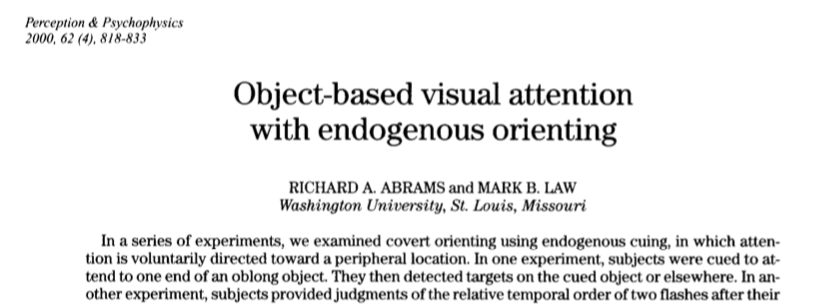 Perception & Psychophysics
2000, 62 (4), 818-833
Object-based visual attention
with endogenous orienting
RICHARD A. ABRAMS and MARK B. LAW
Washington University, St. Louis, Missouri
In a series of experiments, we examined covert orienting using endogenous cuing, in which atten-
tion is voluntarily directed toward a peripheral location. In one experiment, subjects were cued to at-
tend to one end of an oblong object. They then detected targets on the cued object or elsewhere. In an-
other experiment, subjects provided judgments of the relative temporal order of two flashes after their